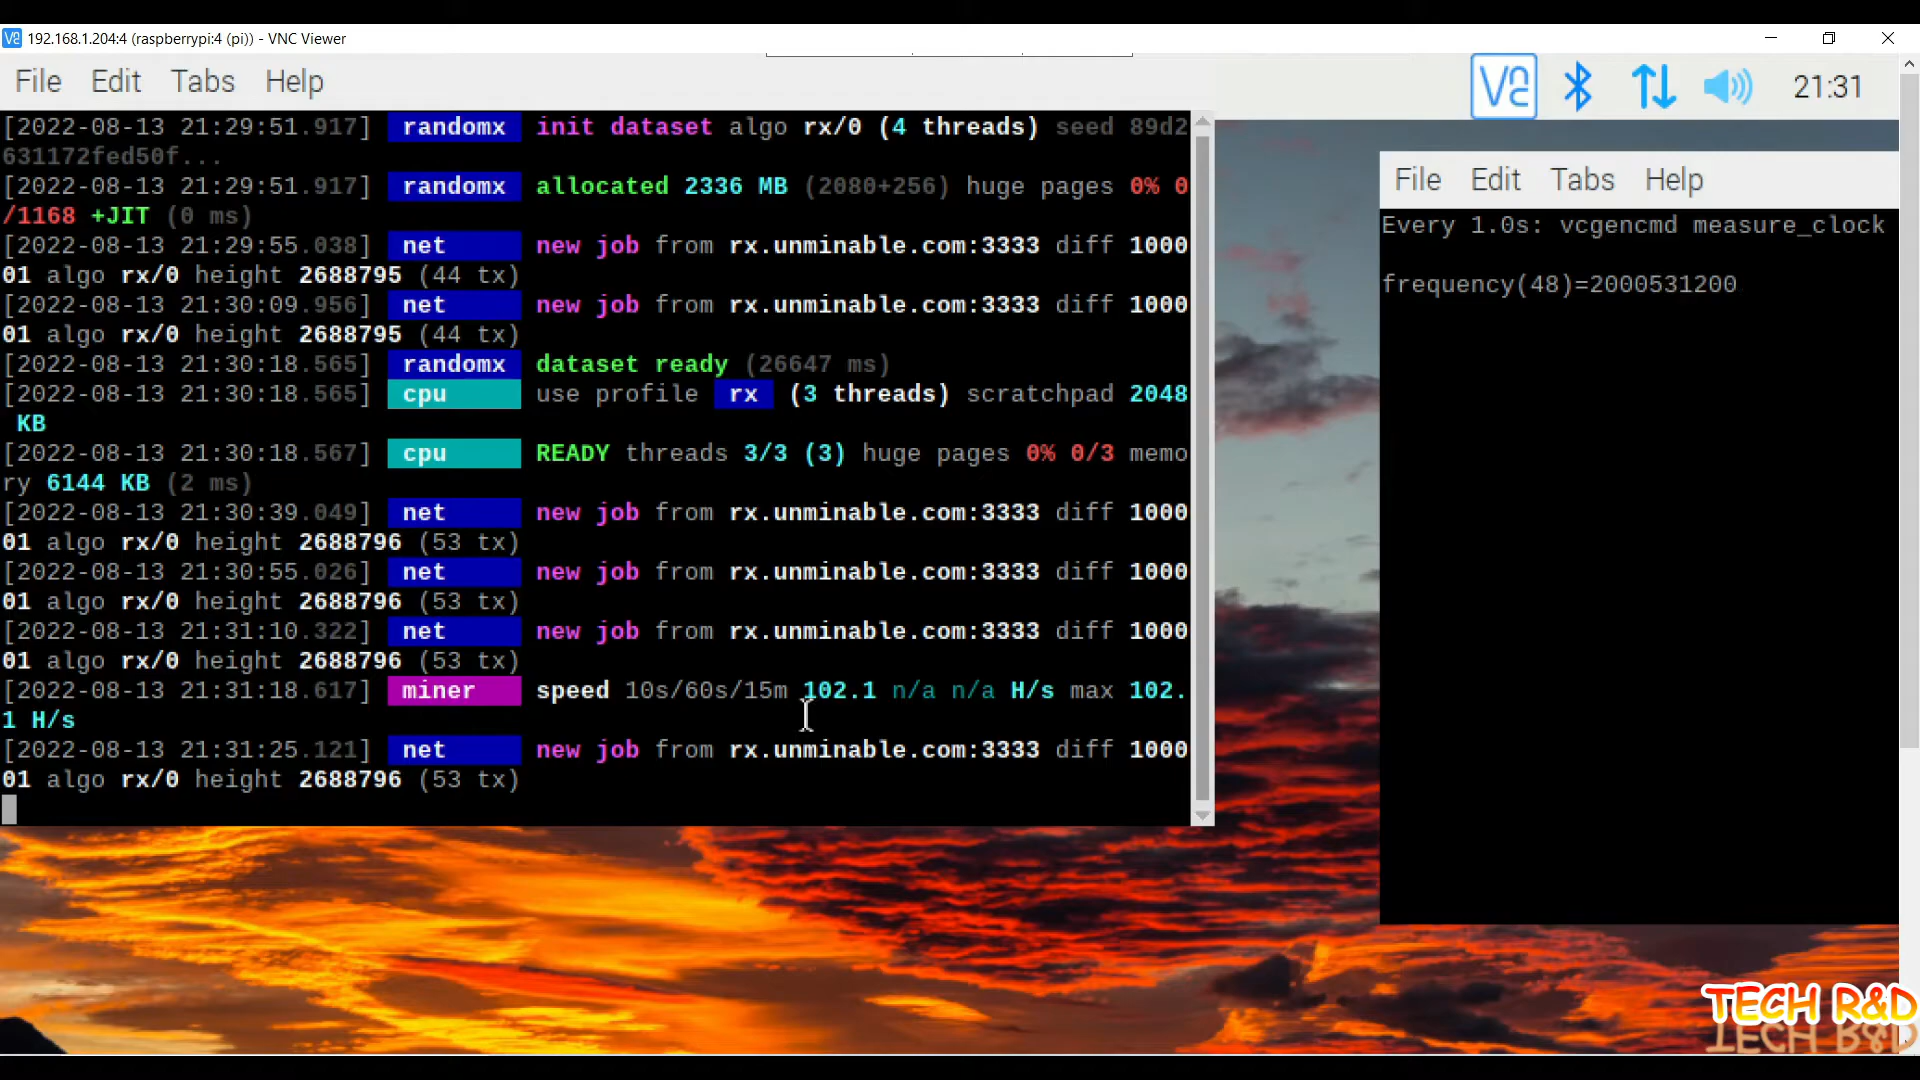 192.168.1.204:4 (raspberrypi:4 (pi)) - VNC Viewer
File Edit Tabs Help
21:31
[2022-08-13 21:29:51.917] randomx init dataset algo rx/0 (4 threads) seed 89d2
631172fed50f...
[2022-08-13 21:29:51.917] randomx allocated 2336 MB (2080+256) huge pages 0% 0
/1168 +JIT (0 ms)
[2022-08-13 21:29:55.038] net new job from rx.unminable.com:3333 diff 1000
01 algo rx/0 height 2688795 (44 tx)
[2022-08-13 21:30:09.956] net new job from rx.unminable.com:3333 diff 1000
01 algo rx/0 height 2688795 (44 tx)
[2022-08-13 21:30:18.565] randomx dataset ready (26647 ms)
[2022-08-13 21:30:18.565] cpu use profile rx (3 threads) scratchpad 2048
KB
[2022-08-13 21:30:18.567] cpu READY threads 3/3 (3) huge pages 0% 0/3 memo
ry 6144 KB (2 ms)
[2022-08-13 21:30:39.049] net new job from rx.unminable.com:3333 diff 1000
01 algo rx/0 height 2688796 (53 tx)
[2022-08-13 21:30:55.026] net new job from rx.unminable.com:3333 diff 1000
01 algo rx/0 height 2688796 (53 tx)
[2022-08-13 21:31:10.322] net new job from rx.unminable.com:3333 diff 1000
01 algo rx/0 height 2688796 (53 tx)
[2022-08-13 21:31:18.617] miner speed 10s/60s/15m 102.1 n/a n/a H/s max 102.
1 H/s
[2022-08-13 21:31:25.121] net new job from rx.unminable.com:3333 diff 1000
01 algo rx/0 height 2688796 (53 tx)
File Edit Tabs Help
Every 1.0s: vcgencmd measure_clock
frequency(48)=2000531200
TECH R&D